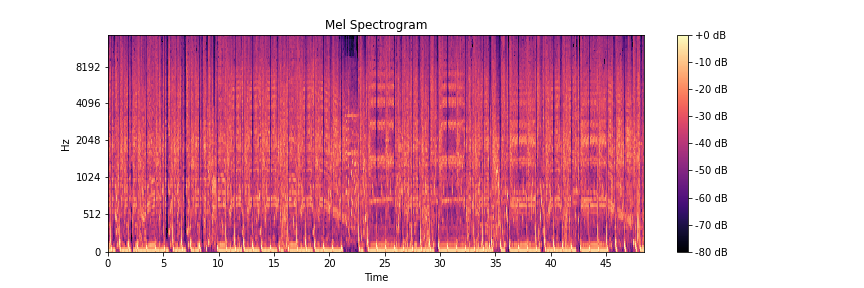 Mel Spectrogram
Hz
8192
4096
2048
1024
512
0
0 5 10 15 20 25 30 35 40 45
Time
+0 dB
-10 dB
-20 dB
-30 dB
-40 dB
-50 dB
-60 dB
-70 dB
-80 dB